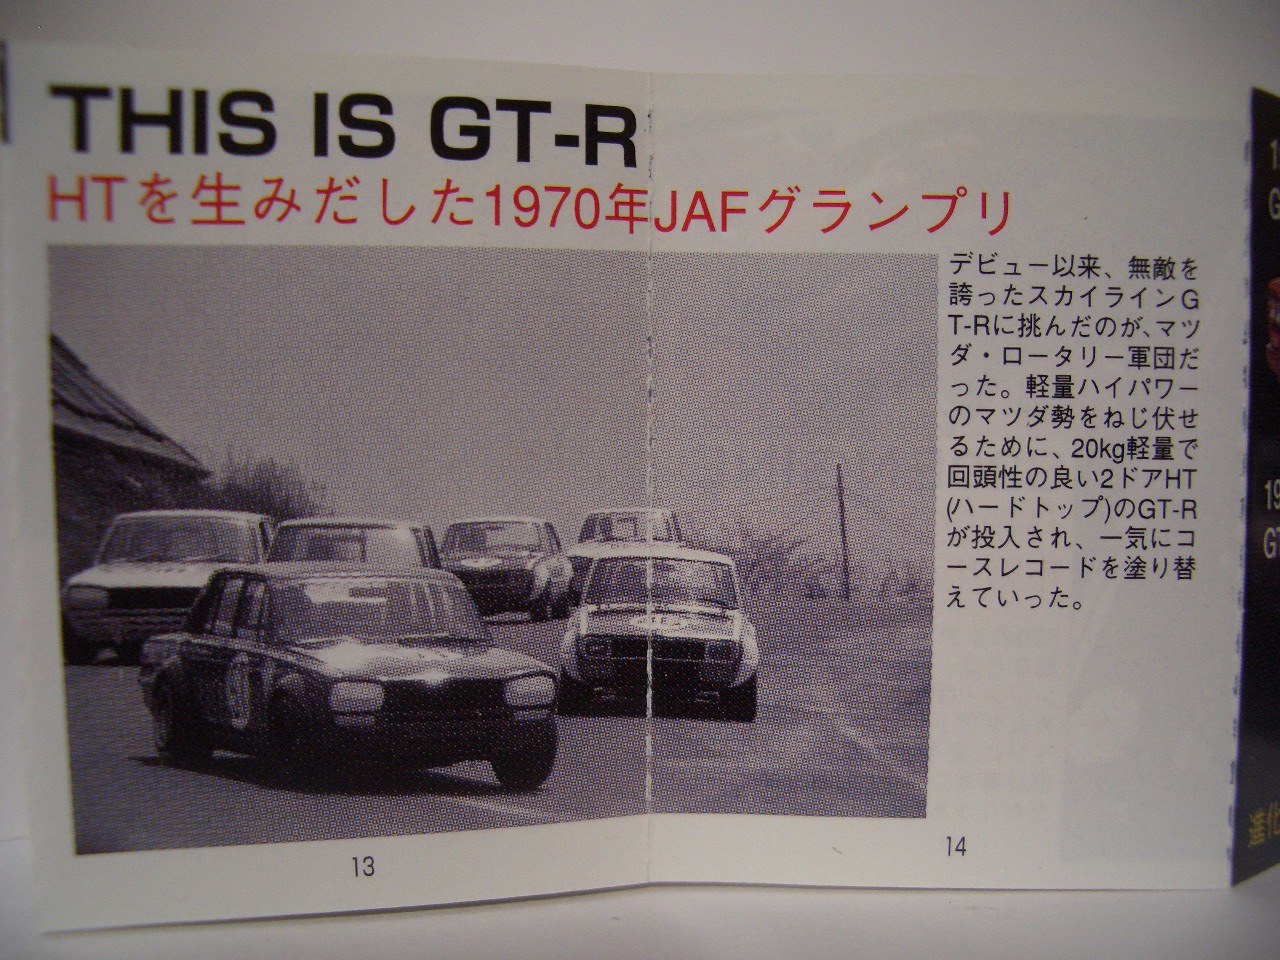 THIS IS GT-R
HTを生みだした1970年JAFグランプリ
デビュー以来、無敵を
誇ったスカイラインG
T-Rに挑んだのが、マツ
ダ・ロータリー軍団だ
った。軽量ハイパワー
のマツダ勢をねじ伏せ
るために、20kg軽量で
回頭性の良い2ドアHT
(ハードトップ)のGT-R
が投入され、一気にコ
ースレコードを塗り替
えていった。
13
14